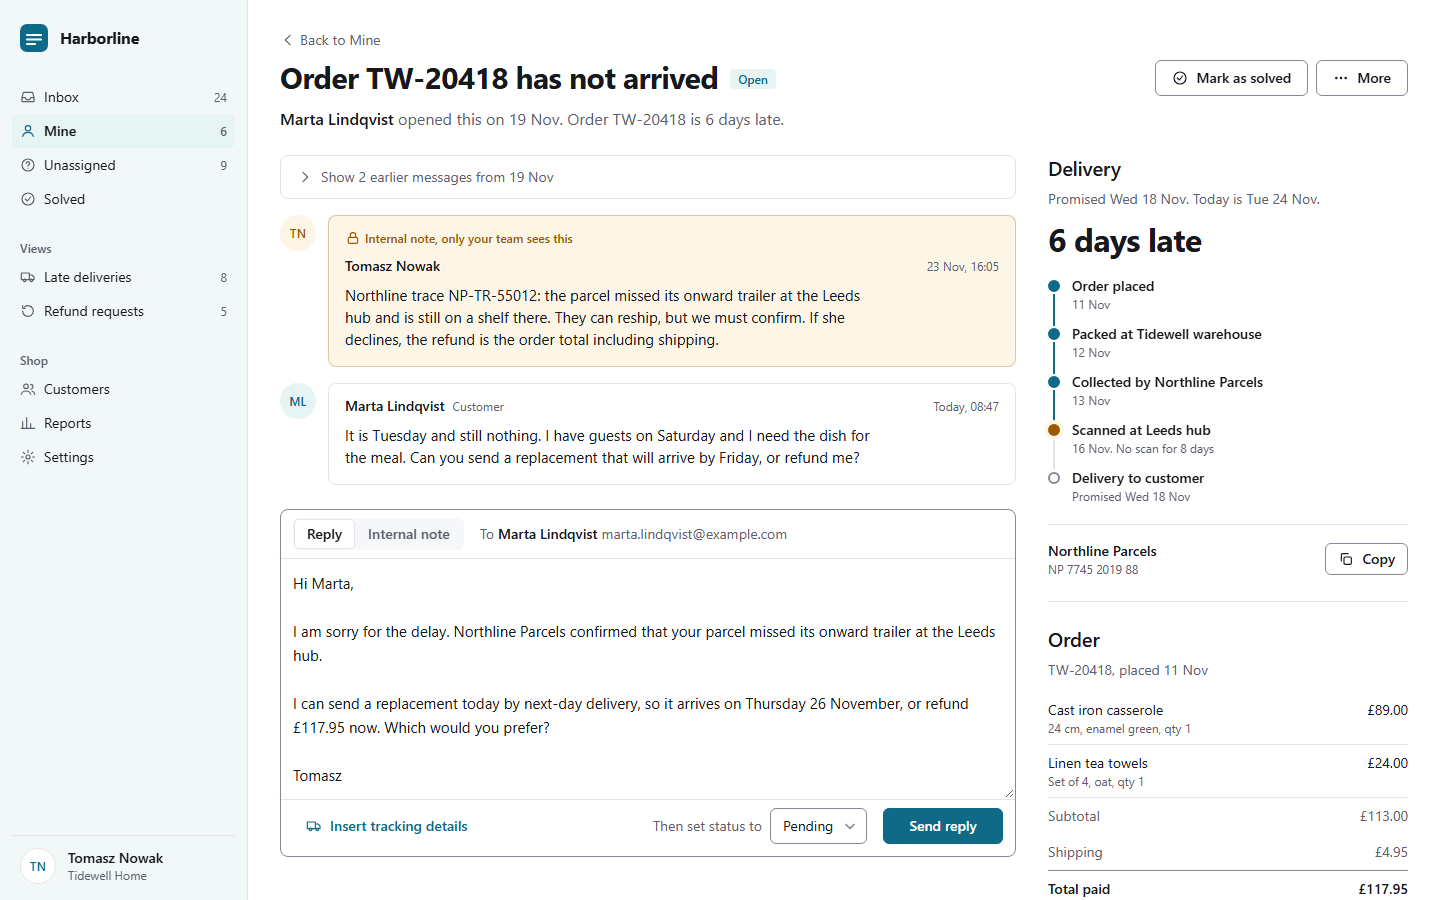 Harborline
Inbox 24
Mine 6
Unassigned 9
Solved
Views
Late deliveries 8
Refund requests 5
Shop
Customers
Reports
Settings
TN
Tomasz Nowak
Tidewell Home
Back to Mine
Order TW-20418 has not arrived Open
Marta Lindqvist opened this on 19 Nov. Order TW-20418 is 6 days late.
Mark as solved
More
Show 2 earlier messages from 19 Nov
TN
Internal note, only your team sees this
Tomasz Nowak 23 Nov, 16:05
Northline trace NP-TR-55012: the parcel missed its onward trailer at the Leeds
hub and is still on a shelf there. They can reship, but we must confirm. If she
declines, the refund is the order total including shipping.
ML
Marta Lindqvist Customer Today, 08:47
It is Tuesday and still nothing. I have guests on Saturday and I need the dish for
the meal. Can you send a replacement that will arrive by Friday, or refund me?
Reply Internal note To Marta Lindqvist marta.lindqvist@example.com
Hi Marta,
I am sorry for the delay. Northline Parcels confirmed that your parcel missed its onward trailer at the Leeds
hub.
I can send a replacement today by next-day delivery, so it arrives on Thursday 26 November, or refund
£117.95 now. Which would you prefer?
Tomasz
Insert tracking details Then set status to Pending Send reply
Delivery
Promised Wed 18 Nov. Today is Tue 24 Nov.
6 days late
Order placed
11 Nov
Packed at Tidewell warehouse
12 Nov
Collected by Northline Parcels
13 Nov
Scanned at Leeds hub
16 Nov. No scan for 8 days
Delivery to customer
Promised Wed 18 Nov
Northline Parcels
NP 7745 2019 88
Copy
Order
TW-20418, placed 11 Nov
Cast iron casserole £89.00
24 cm, enamel green, qty 1
Linen tea towels £24.00
Set of 4, oat, qty 1
Subtotal £113.00
Shipping £4.95
Total paid £117.95